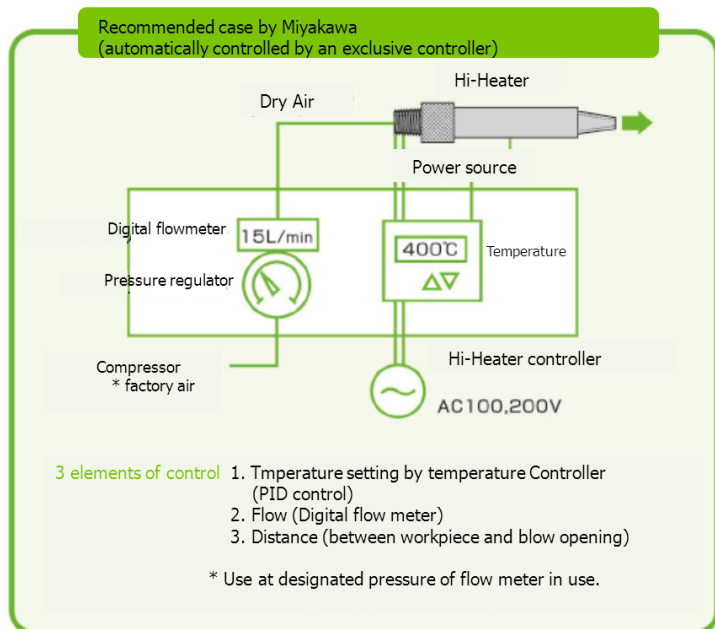 Recommended case by Miyakawa
(automatically controlled by an exclusive controller)
Hi-Heater
Dry Air
Power source
Digital flowmeter
15L/min
400℃
Temperature
Pressure regulator
△▽
Compressor
* factory air
Hi-Heater controller
AC100,200V
3 elements of control 1. Tmperature setting by temperature Controller
(PID control)
2. Flow (Digital flow meter)
3. Distance (between workpiece and blow opening)
* Use at designated pressure of flow meter in use.